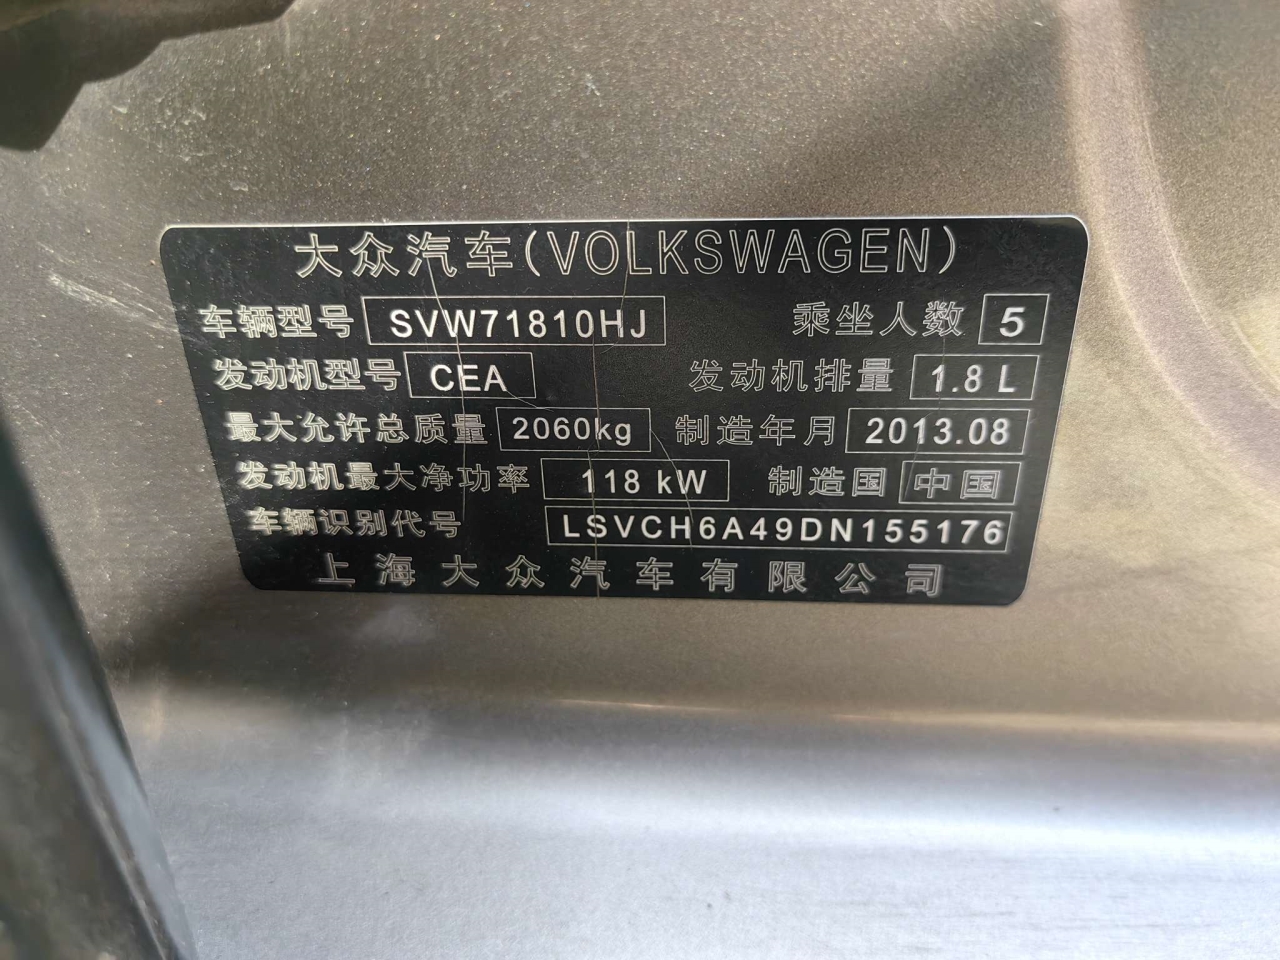 大众汽车(VOLKSWAGEN)
车辆型号 SVW71810HJ 乘坐人数 5
发动机型号 CEA 发动机排量 1.8 L
最大允许总质量 2060kg 制造年月 2013.08
发动机最大净功率 118 kW 制造国 中国
车辆识别代号 LSVCH6A49DN155176
上海大众汽车有限公司